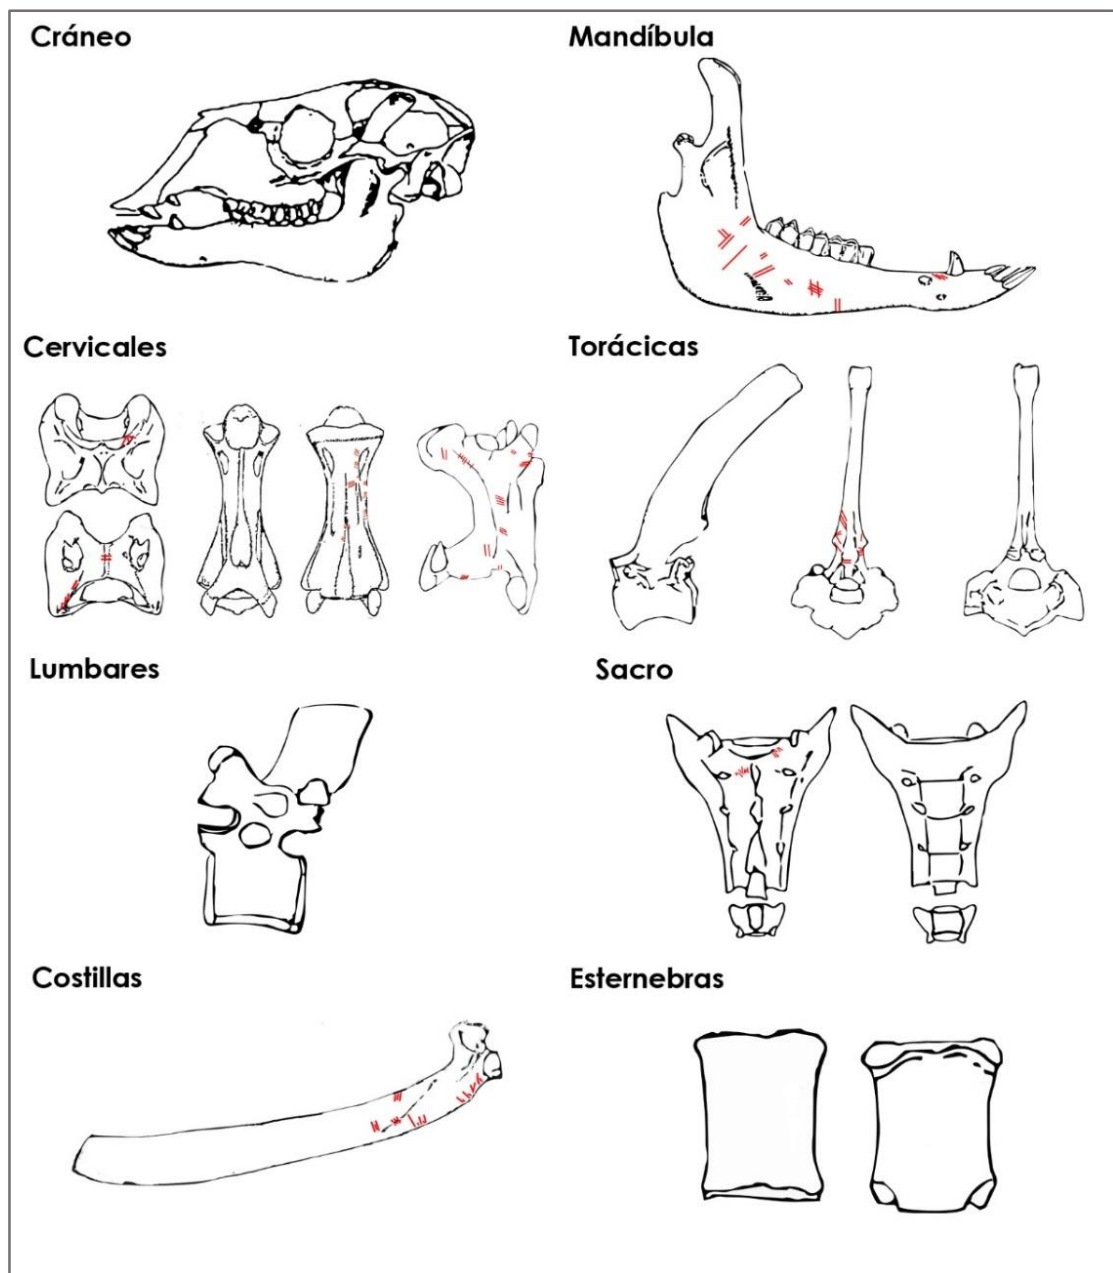 Cráneo
Mandíbula
Cervicales
Torácicas
Lumbares
Sacro
Costillas
Esternebras